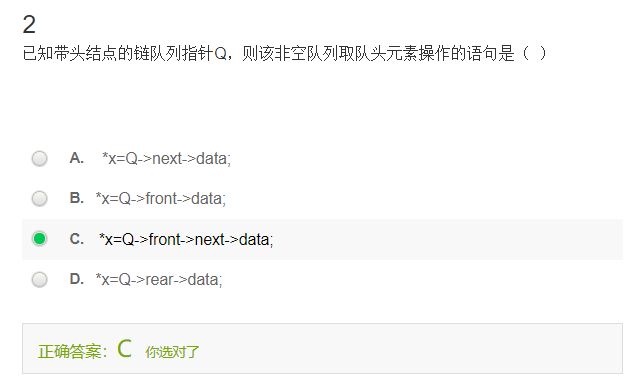 2
已知带头结点的链队列指针Q，则该非空队列取队头元素操作的语句是（ ）
A. *x=Q->next->data;
B. *x=Q->front->data;
C. *x=Q->front->next->data;
D. *x=Q->rear->data;
正确答案：C 你选对了